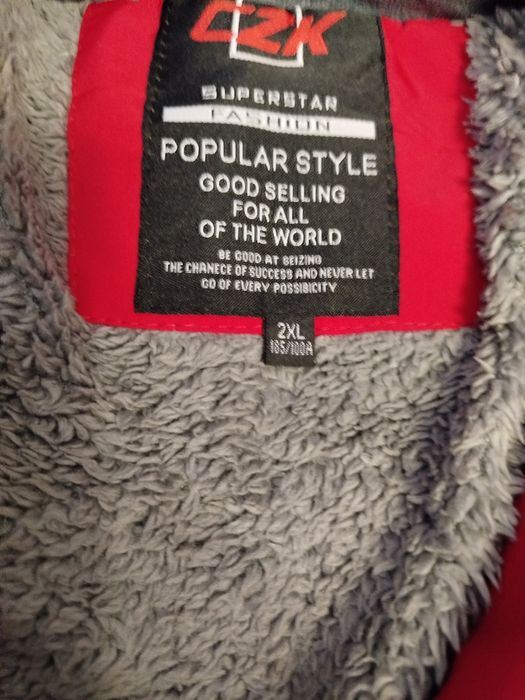 CZK
SUPERSTAR
FASHION
POPULAR STYLE
GOOD SELLING
FOR ALL
OF THE WORLD
BE GOOD AT SEIZING
THE CHANECE OF SUCCESS AND NEVER LET
GO OF EVERY POSSIBICITY
2XL
185/100A